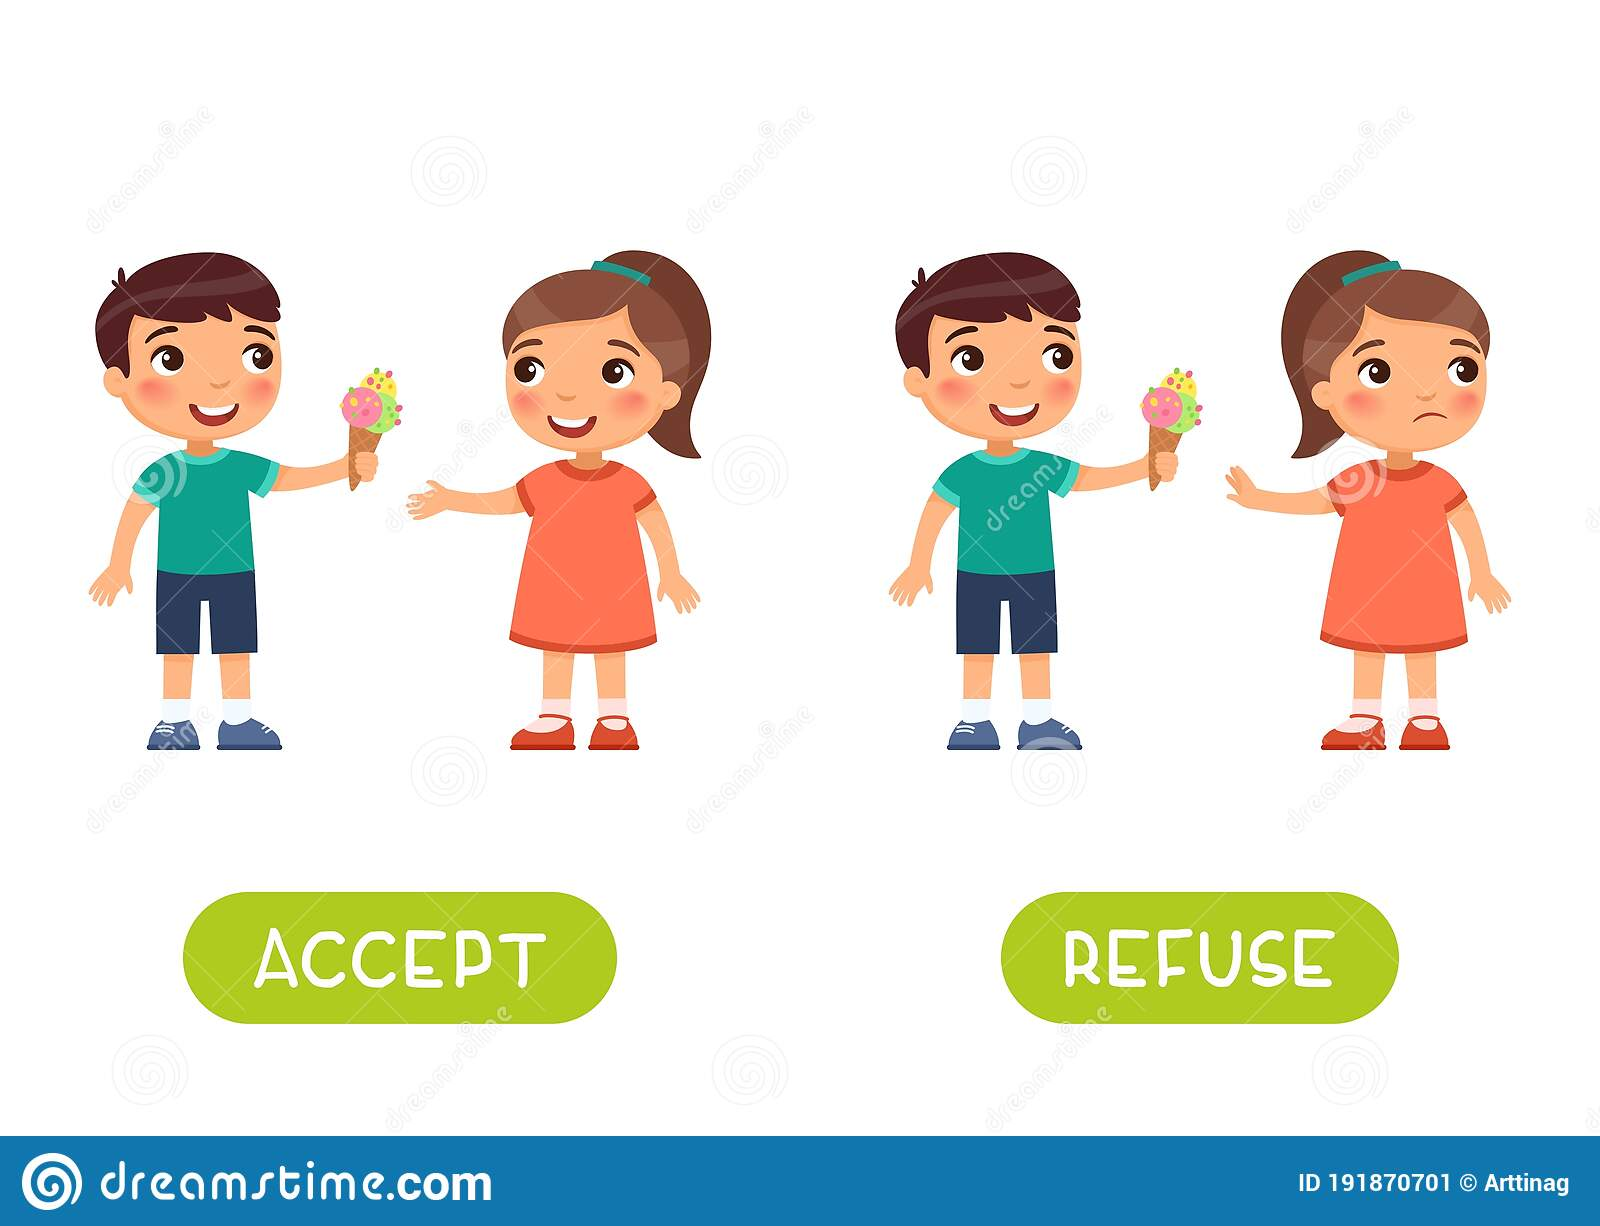 ACCEPT
REFUSE
dreamstime.com
ID 191870701 © Arttinag